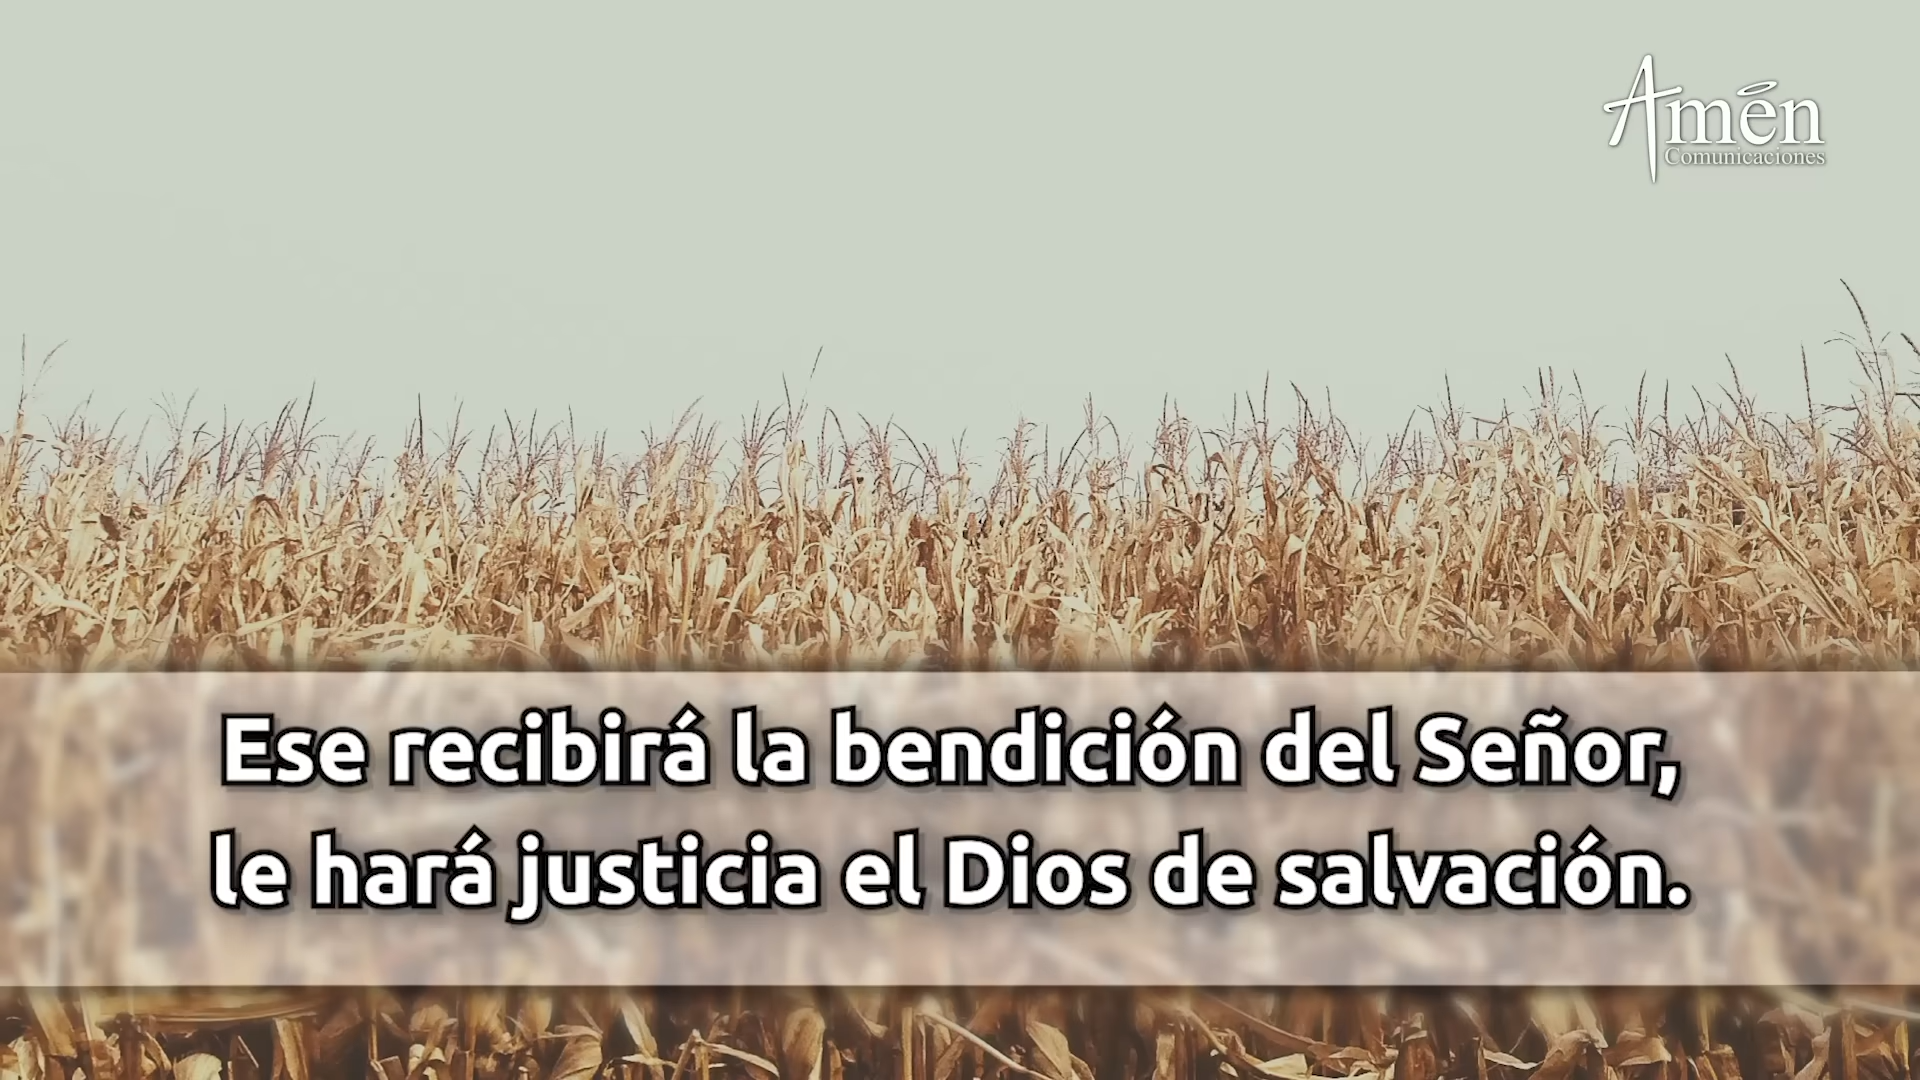 Amén
Comunicaciones
Ese recibirá la bendición del Señor,
le hará justicia el Dios de salvación.